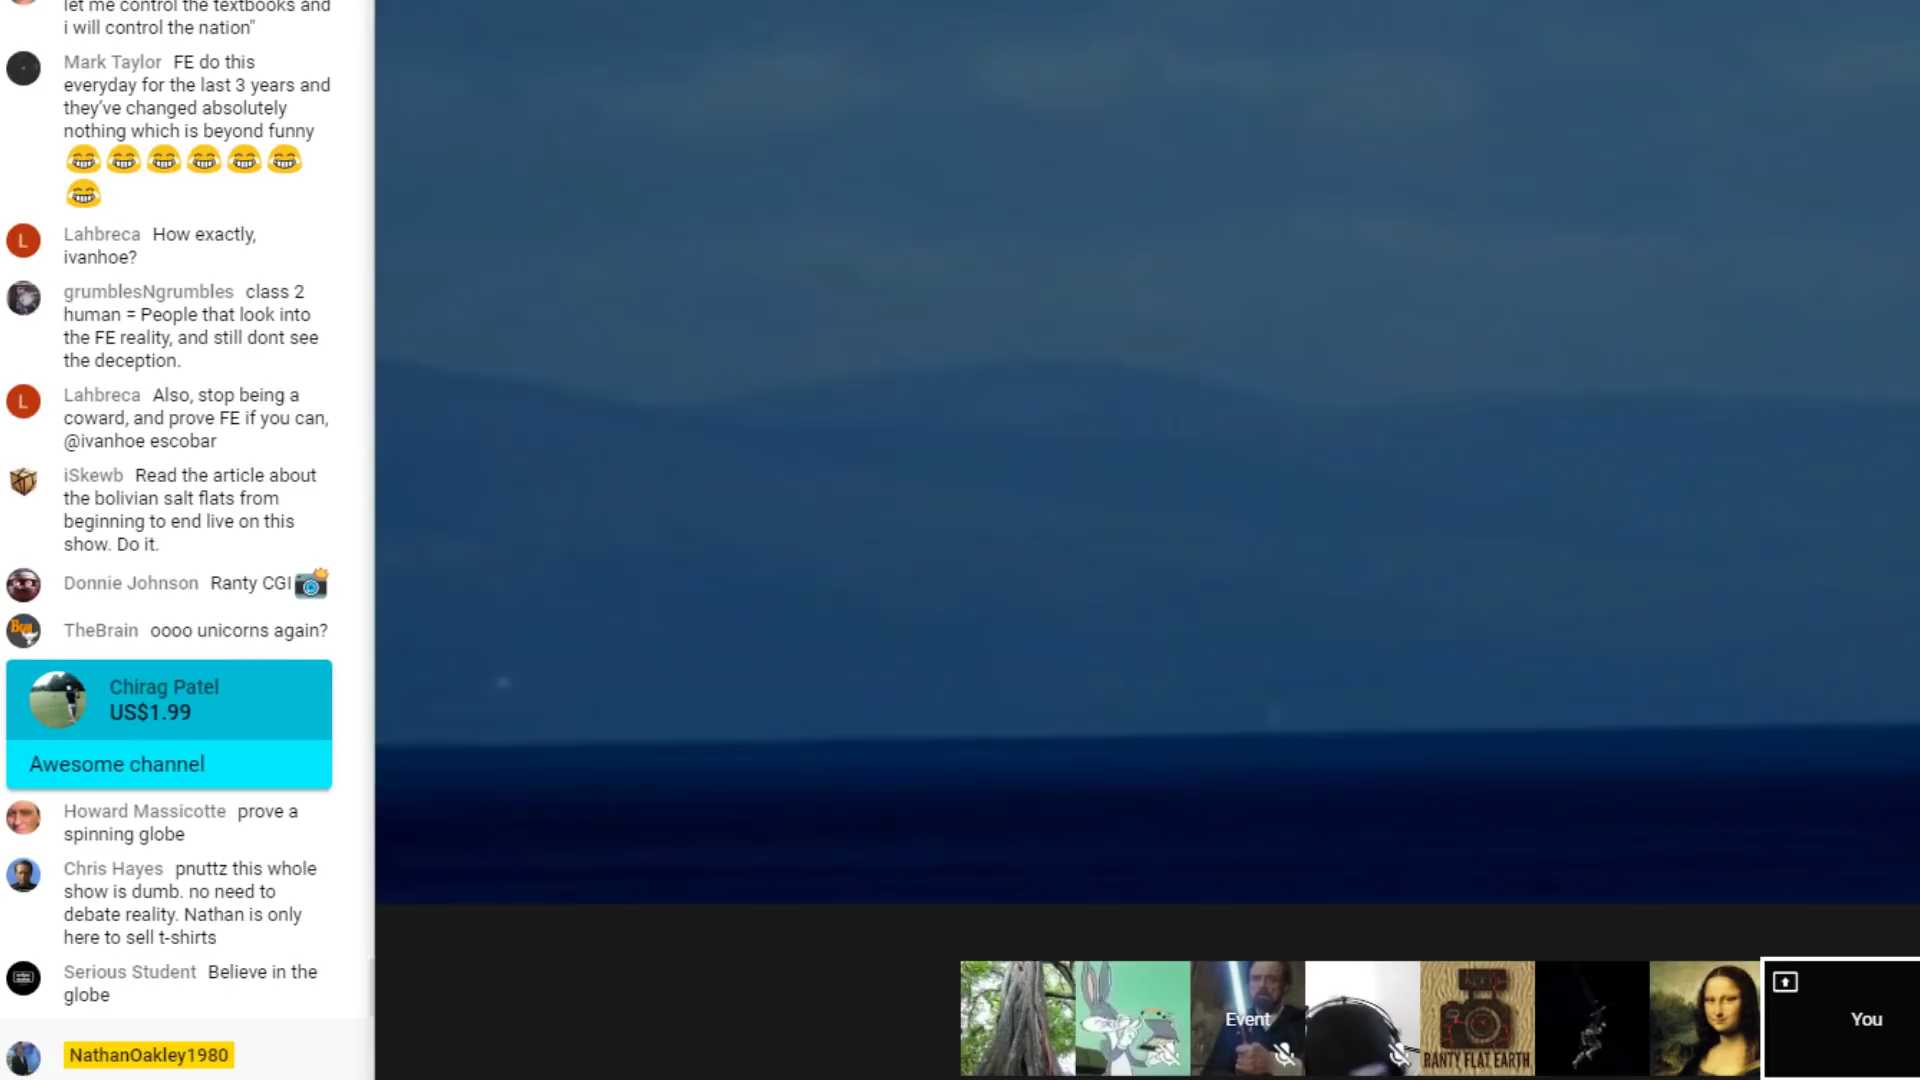 let me control the textbooks and
i will control the nation"
Mark Taylor FE do this
everyday for the last 3 years and
they've changed absolutely
nothing which is beyond funny
Lahbreca How exactly,
ivanhoe?
grumblesNgrumbles class 2
human = People that look into
the FE reality, and still dont see
the deception.
Lahbreca Also, stop being a
coward, and prove FE if you can,
@ivanhoe escobar
iSkewb Read the article about
the bolivian salt flats from
beginning to end live on this
show. Do it.
Donnie Johnson Ranty CGI
TheBrain oooo unicorns again?
Chirag Patel
US$1.99
Awesome channel
Howard Massicotte prove a
spinning globe
Chris Hayes pnuttz this whole
show is dumb. no need to
debate reality. Nathan is only
here to sell t-shirts
Serious Student Believe in the
globe
NathanOakley1980
L
L
Event
RANTY FLAT EARTH
You